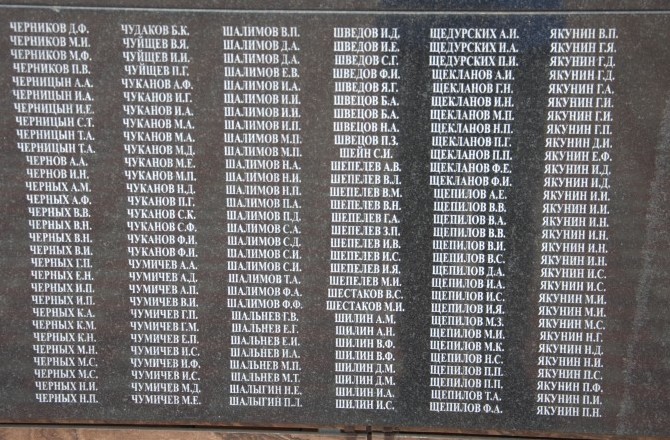 ЧЕРНИКОВ Д.Ф.
ЧЕРНИКОВ М.И.
ЧЕРНИКОВ М.Ф.
ЧЕРНИКОВ П.В.
ЧЕРНИЦЫН А.А.
ЧЕРНИЦЫН И.А.
ЧЕРНИЦЫН И.Е.
ЧЕРНИЦЫН С.Т.
ЧЕРНИЦЫН Т.А.
ЧЕРНИЦЫН Т.А.
ЧЕРНОВ А.А.
ЧЕРНОВ И.Н.
ЧЕРНЫХ А.М.
ЧЕРНЫХ А.Ф.
ЧЕРНЫХ В.В.
ЧЕРНЫХ В.Н.
ЧЕРНЫХ В.Н.
ЧЕРНЫХ В.Н.
ЧЕРНЫХ Г.П.
ЧЕРНЫХ Е.Н.
ЧЕРНЫХ И.П.
ЧЕРНЫХ И.П.
ЧЕРНЫХ К.А.
ЧЕРНЫХ К.М.
ЧЕРНЫХ К.Н.
ЧЕРНЫХ М.Н.
ЧЕРНЫХ М.С.
ЧЕРНЫХ М.С.
ЧЕРНЫХ Н.И.
ЧЕРНЫХ Н.П.
ЧУДАКОВ Б.К.
ЧУЙЩЕВ В.Я.
ЧУЙЩЕВ И.И.
ЧУЙЩЕВ П.Г.
ЧУКАНОВ А.Ф.
ЧУКАНОВ И.Г.
ЧУКАНОВ И.А.
ЧУКАНОВ М.А.
ЧУКАНОВ М.А.
ЧУКАНОВ М.Д.
ЧУКАНОВ М.Е.
ЧУКАНОВ М.П.
ЧУКАНОВ Н.Д.
ЧУКАНОВ П.Г.
ЧУКАНОВ С.К.
ЧУКАНОВ С.Ф.
ЧУКАНОВ Ф.И.
ЧУКАНОВ Ф.И.
ЧУМИЧЕВ А.А.
ЧУМИЧЕВ А.Д.
ЧУМИЧЕВ А.П.
ЧУМИЧЕВ В.И.
ЧУМИЧЕВ Г.П.
ЧУМИЧЕВ Г.М.
ЧУМИЧЕВ Е.П.
ЧУМИЧЕВ И.С.
ЧУМИЧЕВ И.Ф.
ЧУМИЧЕВ И.С.
ЧУМИЧЕВ М.Д.
ЧУМИЧЕВ М.Е.
ШАЛИМОВ В.П.
ШАЛИМОВ Д.А.
ШАЛИМОВ Д.А.
ШАЛИМОВ Е.В.
ШАЛИМОВ И.А.
ШАЛИМОВ И.И.
ШАЛИМОВ И.И.
ШАЛИМОВ И.П.
ШАЛИМОВ М.П.
ШАЛИМОВ М.П.
ШАЛИМОВ Н.А.
ШАЛИМОВ Н.Н.
ШАЛИМОВ Н.П.
ШАЛИМОВ П.А.
ШАЛИМОВ П.Д.
ШАЛИМОВ С.А.
ШАЛИМОВ С.Д.
ШАЛИМОВ С.И.
ШАЛИМОВ С.И.
ШАЛИМОВ Т.А.
ШАЛИМОВ Ф.А.
ШАЛИМОВ Ф.Ф.
ШАЛЬНЕВ Г.В.
ШАЛЬНЕВ Е.Г.
ШАЛЬНЕВ Е.И.
ШАЛЬНЕВ И.А.
ШАЛЬНЕВ М.П.
ШАЛЬНЕВ М.Т.
ШАЛЫГИН Н.Е.
ШАЛЫГИН П.Л.
ШВЕДОВ И.Д.
ШВЕДОВ И.Е.
ШВЕДОВ С.Г.
ШВЕДОВ Ф.И.
ШВЕДОВ Я.Г.
ШВЕЦОВ Б.А.
ШВЕЦОВ Б.А.
ШВЕЦОВ Н.А.
ШВЕЦОВ П.З.
ШЕЙН С.И.
ШЕПЕЛЕВ А.В.
ШЕПЕЛЕВ В.Д.
ШЕПЕЛЕВ В.М.
ШЕПЕЛЕВ В.Н.
ШЕПЕЛЕВ Г.А.
ШЕПЕЛЕВ З.П.
ШЕПЕЛЕВ И.В.
ШЕПЕЛЕВ И.С.
ШЕПЕЛЕВ И.Я.
ШЕПЕЛЕВ М.И.
ШЕСТАКОВ В.С.
ШЕСТАКОВ М.И.
ШИЛИН А.М.
ШИЛИН А.Н.
ШИЛИН В.Ф.
ШИЛИН В.Ф.
ШИЛИН Д.М.
ШИЛИН Д.М.
ШИЛИН И.А.
ШИЛИН И.С.
ЩЕДУРСКИХ А.И.
ЩЕДУРСКИХ И.А.
ЩЕДУРСКИХ П.И.
ЩЕКЛАНОВ А.И.
ЩЕКЛАНОВ Г.Н.
ЩЕКЛАНОВ И.Н.
ЩЕКЛАНОВ М.П.
ЩЕКЛАНОВ Н.П.
ЩЕКЛАНОВ П.Г.
ЩЕКЛАНОВ П.П.
ЩЕКЛАНОВ Ф.Е.
ЩЕКЛАНОВ Ф.И.
ЩЕПИЛОВ А.Е.
ЩЕПИЛОВ В.В.
ЩЕПИЛОВ В.А.
ЩЕПИЛОВ В.В.
ЩЕПИЛОВ В.И.
ЩЕПИЛОВ В.С.
ЩЕПИЛОВ Д.А.
ЩЕПИЛОВ И.А.
ЩЕПИЛОВ И.С.
ЩЕПИЛОВ И.Я.
ЩЕПИЛОВ М.З.
ЩЕПИЛОВ М.И.
ЩЕПИЛОВ М.К.
ЩЕПИЛОВ Н.С.
ЩЕПИЛОВ П.П.
ЩЕПИЛОВ П.П.
ЩЕПИЛОВ Т.А.
ЩЕПИЛОВ Ф.А.
ЯКУНИН В.П.
ЯКУНИН Г.Я.
ЯКУНИН Г.Д.
ЯКУНИН Г.Д.
ЯКУНИН Г.А.
ЯКУНИН Г.И.
ЯКУНИН Г.И.
ЯКУНИН Г.П.
ЯКУНИН Д.И.
ЯКУНИН Е.Ф.
ЯКУНИН И.Д.
ЯКУНИН И.Д.
ЯКУНИН И.И.
ЯКУНИН И.Н.
ЯКУНИН И.Н.
ЯКУНИН И.Н.
ЯКУНИН И.Н.
ЯКУНИН И.Н.
ЯКУНИН И.С.
ЯКУНИН И.С.
ЯКУНИН М.И.
ЯКУНИН М.И.
ЯКУНИН М.С.
ЯКУНИН Н.Г.
ЯКУНИН Н.Д.
ЯКУНИН Н.Я.
ЯКУНИН П.С.
ЯКУНИН П.Ф.
ЯКУНИН П.И.
ЯКУНИН П.Н.